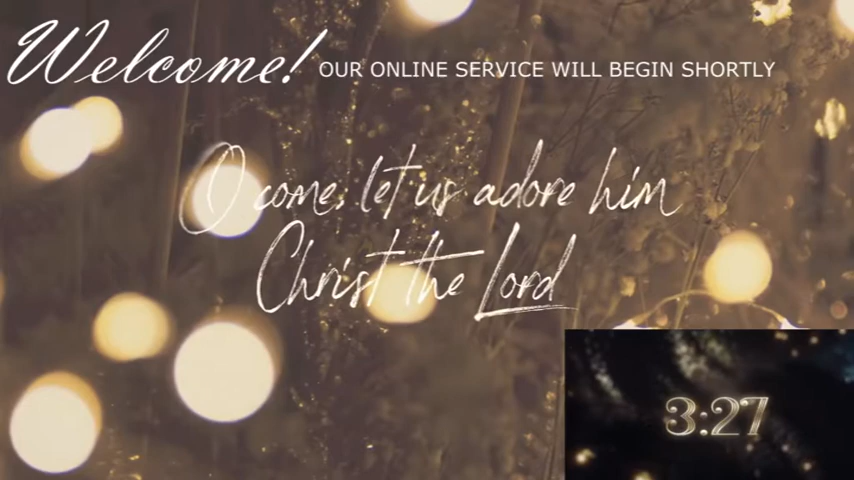 Welcome! OUR ONLINE SERVICE WILL BEGIN SHORTLY
O come, let us adore him
Christ the Lord
3:27